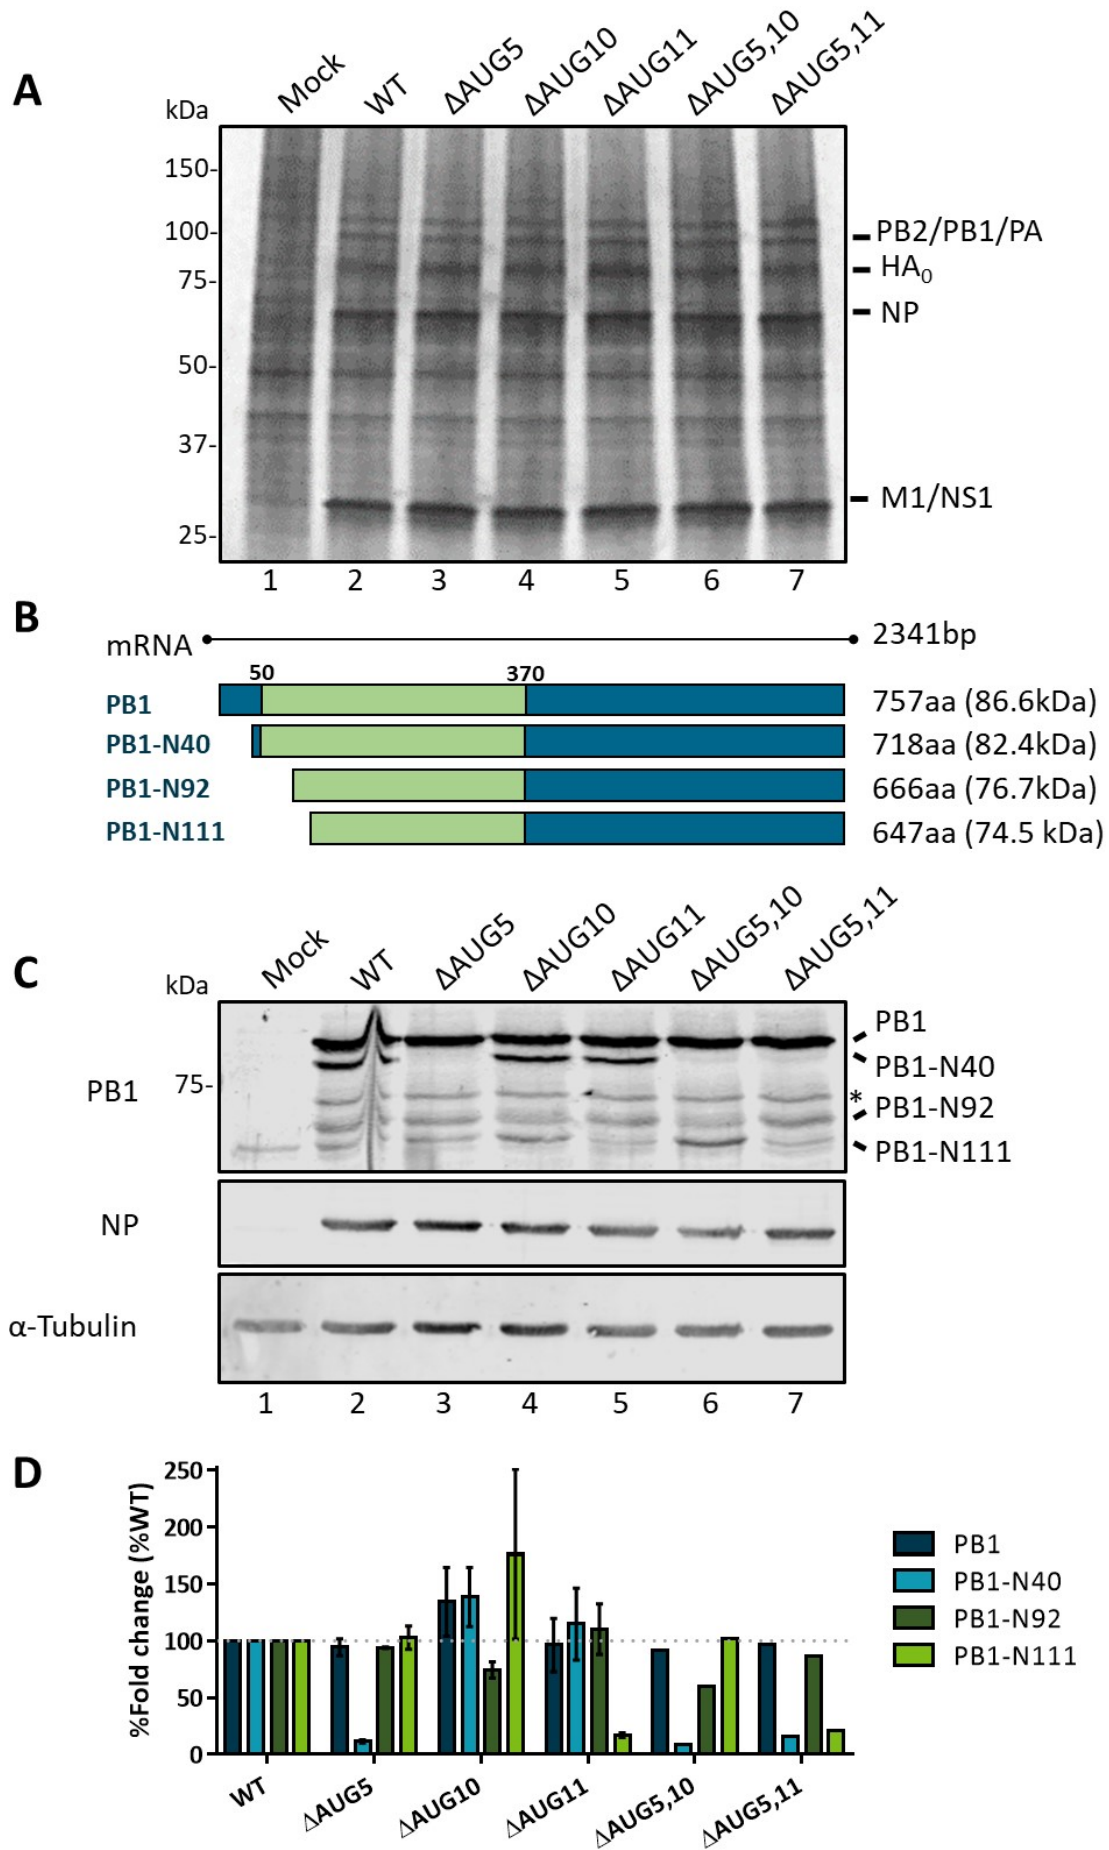 A
kDa
Mock
WT
ΔAUG5
ΔAUG10
ΔAUG11
ΔAUG5,10
ΔAUG5,11
150-
100-
75-
50-
37-
25-
PB2/PB1/PA
HA0
NP
M1/NS1
1 2 3 4 5 6 7
B
mRNA 2341bp
50 370
PB1 757aa (86.6kDa)
PB1-N40 718aa (82.4kDa)
PB1-N92 666aa (76.7kDa)
PB1-N111 647aa (74.5 kDa)
C
kDa
Mock
WT
ΔAUG5
ΔAUG10
ΔAUG11
ΔAUG5,10
ΔAUG5,11
PB1
75-
PB1
PB1-N40
*
PB1-N92
PB1-N111
NP
α-Tubulin
1 2 3 4 5 6 7
D
%Fold change (%WT)
250
200
150
100
50
0
WT
ΔAUG5
ΔAUG10
ΔAUG11
ΔAUG5,10
ΔAUG5,11
PB1
PB1-N40
PB1-N92
PB1-N111